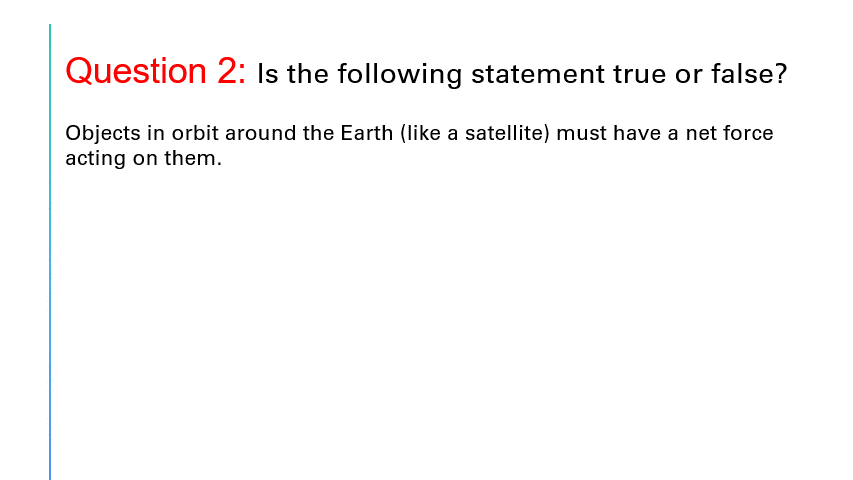 Question 2: Is the following statement true or false?
Objects in orbit around the Earth (like a satellite) must have a net force
acting on them.